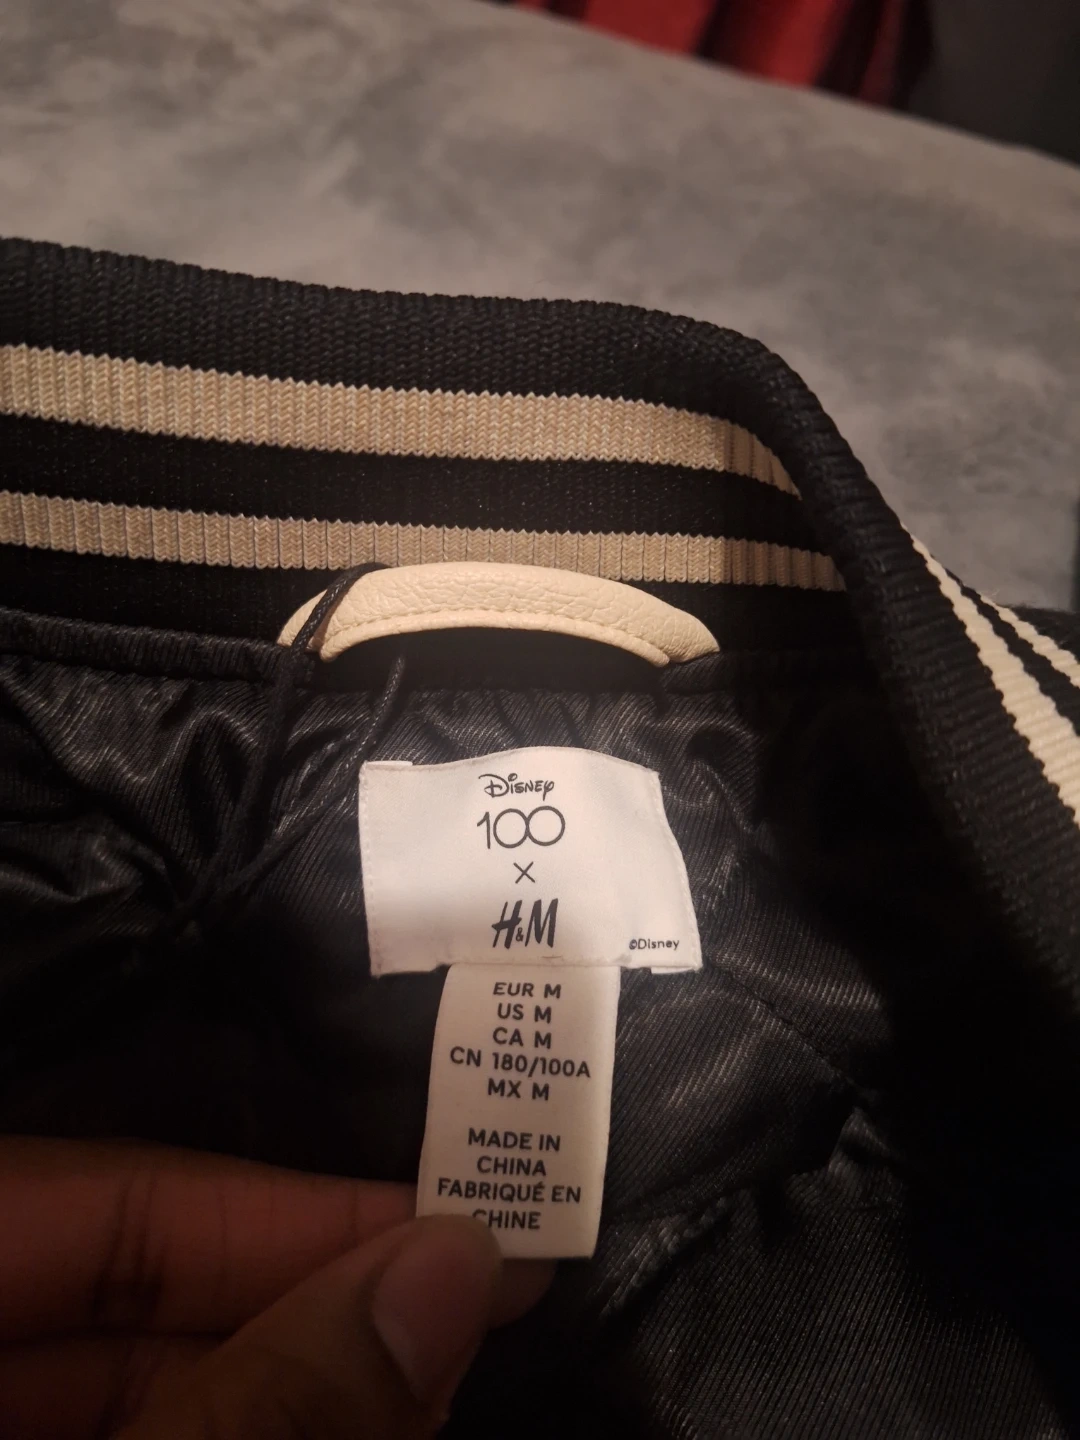 Disney
100
×
H&M
©Disney
EUR M
US M
CA M
CN 180/100A
MX M
MADE IN
CHINA
FABRIQUÉ EN
CHINE